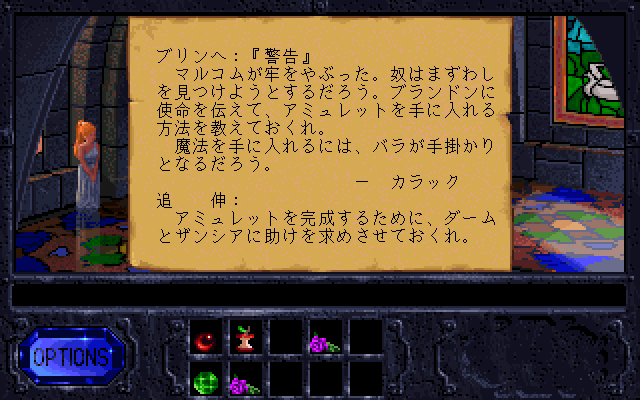 ブリンへ：『警告』
　マルコムが牢をやぶった。奴はまずわし
を見つけようとするだろう。ブランドンに
使命を伝えて、アミュレットを手に入れる
方法を教えておくれ。
　魔法を手に入れるには、バラが手掛かり
となるだろう。
－　カラック
追　　伸：
　アミュレットを完成するために、ダーム
とザンシアに助けを求めさせておくれ。
OPTIONS